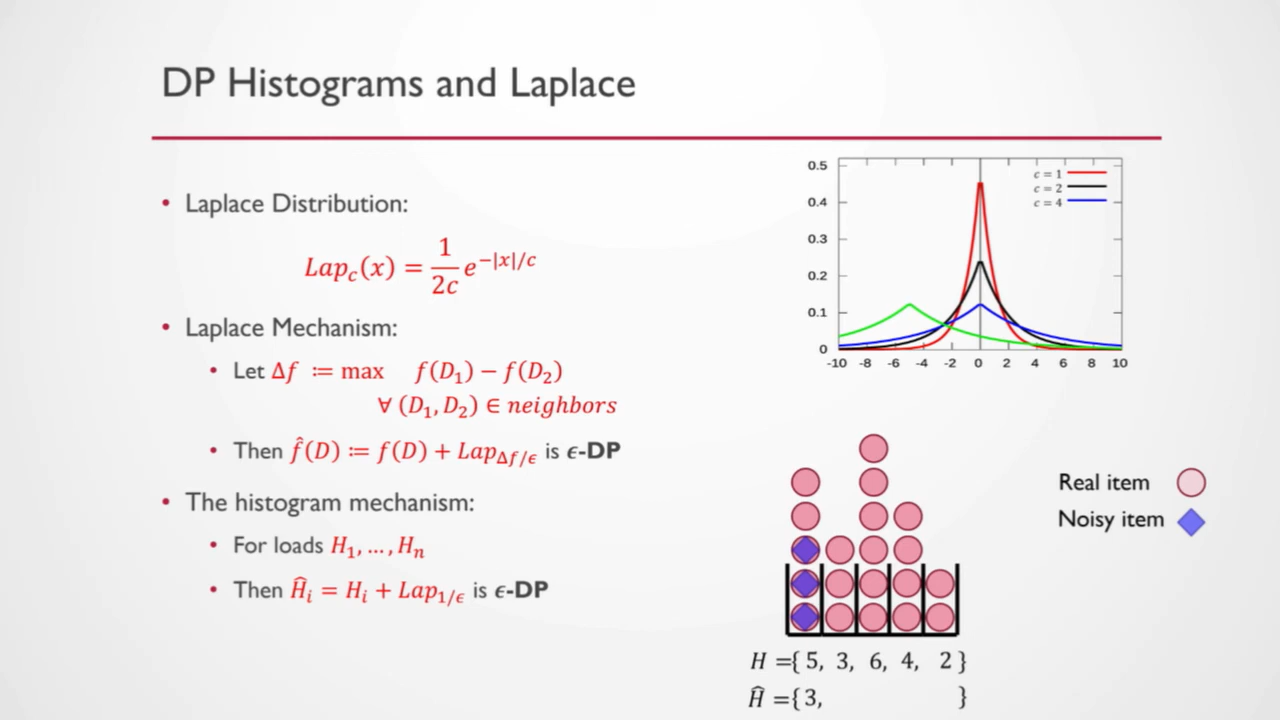 DP Histograms and Laplace
• Laplace Distribution:
Lap_c(x) = \frac{1}{2c} e^{-|x|/c}
• Laplace Mechanism:
• Let Δf := max f(D₁) − f(D₂)
∀ (D₁, D₂) ∈ neighbors
• Then f̂(D) := f(D) + Lap_{Δf/ϵ} is ϵ-DP
• The histogram mechanism:
• For loads H₁, … , Hₙ
• Then Ĥᵢ = Hᵢ + Lap_{1/ϵ} is ϵ-DP
0.5
0.4
0.3
0.2
0.1
0
-10 -8 -6 -4 -2 0 2 4 6 8 10
c = 1
c = 2
c = 4
Real item
Noisy item
H ={ 5, 3, 6, 4, 2 }
Ĥ ={ 3, }